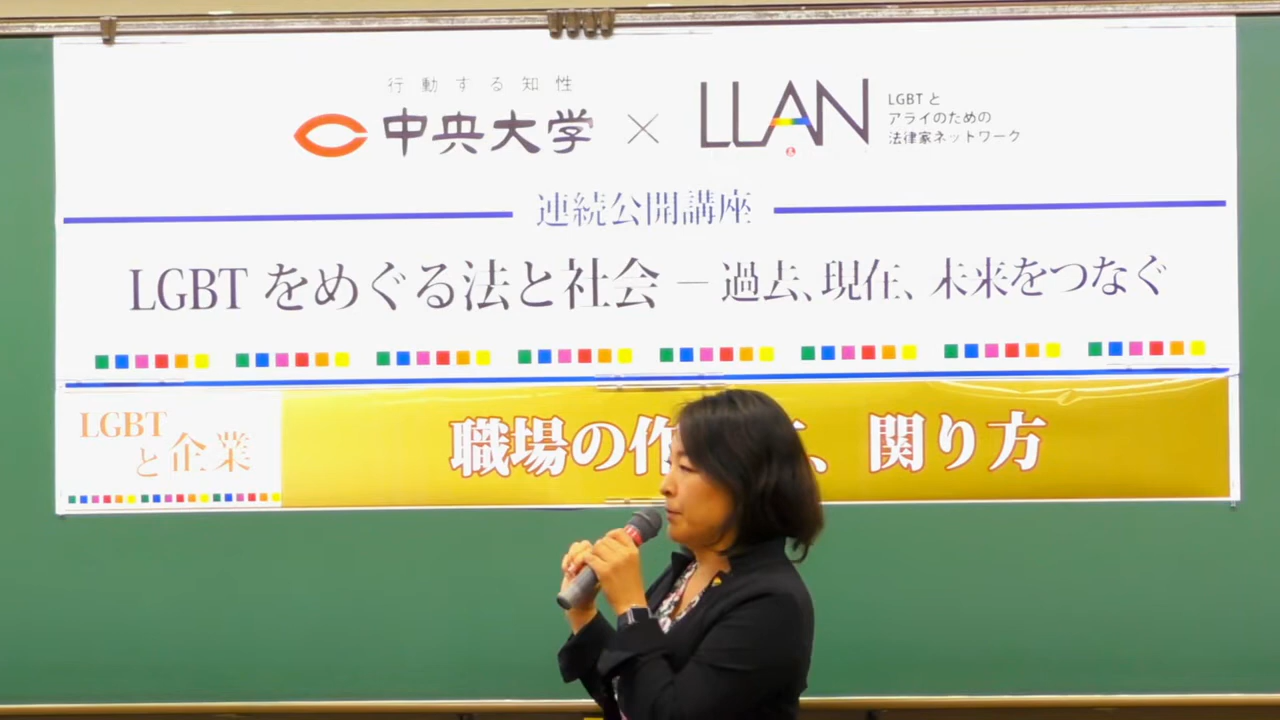 行動する知性
中央大学 × LLAN
LGBTと
アライのための
法律家ネットワーク
連続公開講座
LGBTをめぐる法と社会 ― 過去、現在、未来をつなぐ
LGBT
と企業
職場の作 、関り方